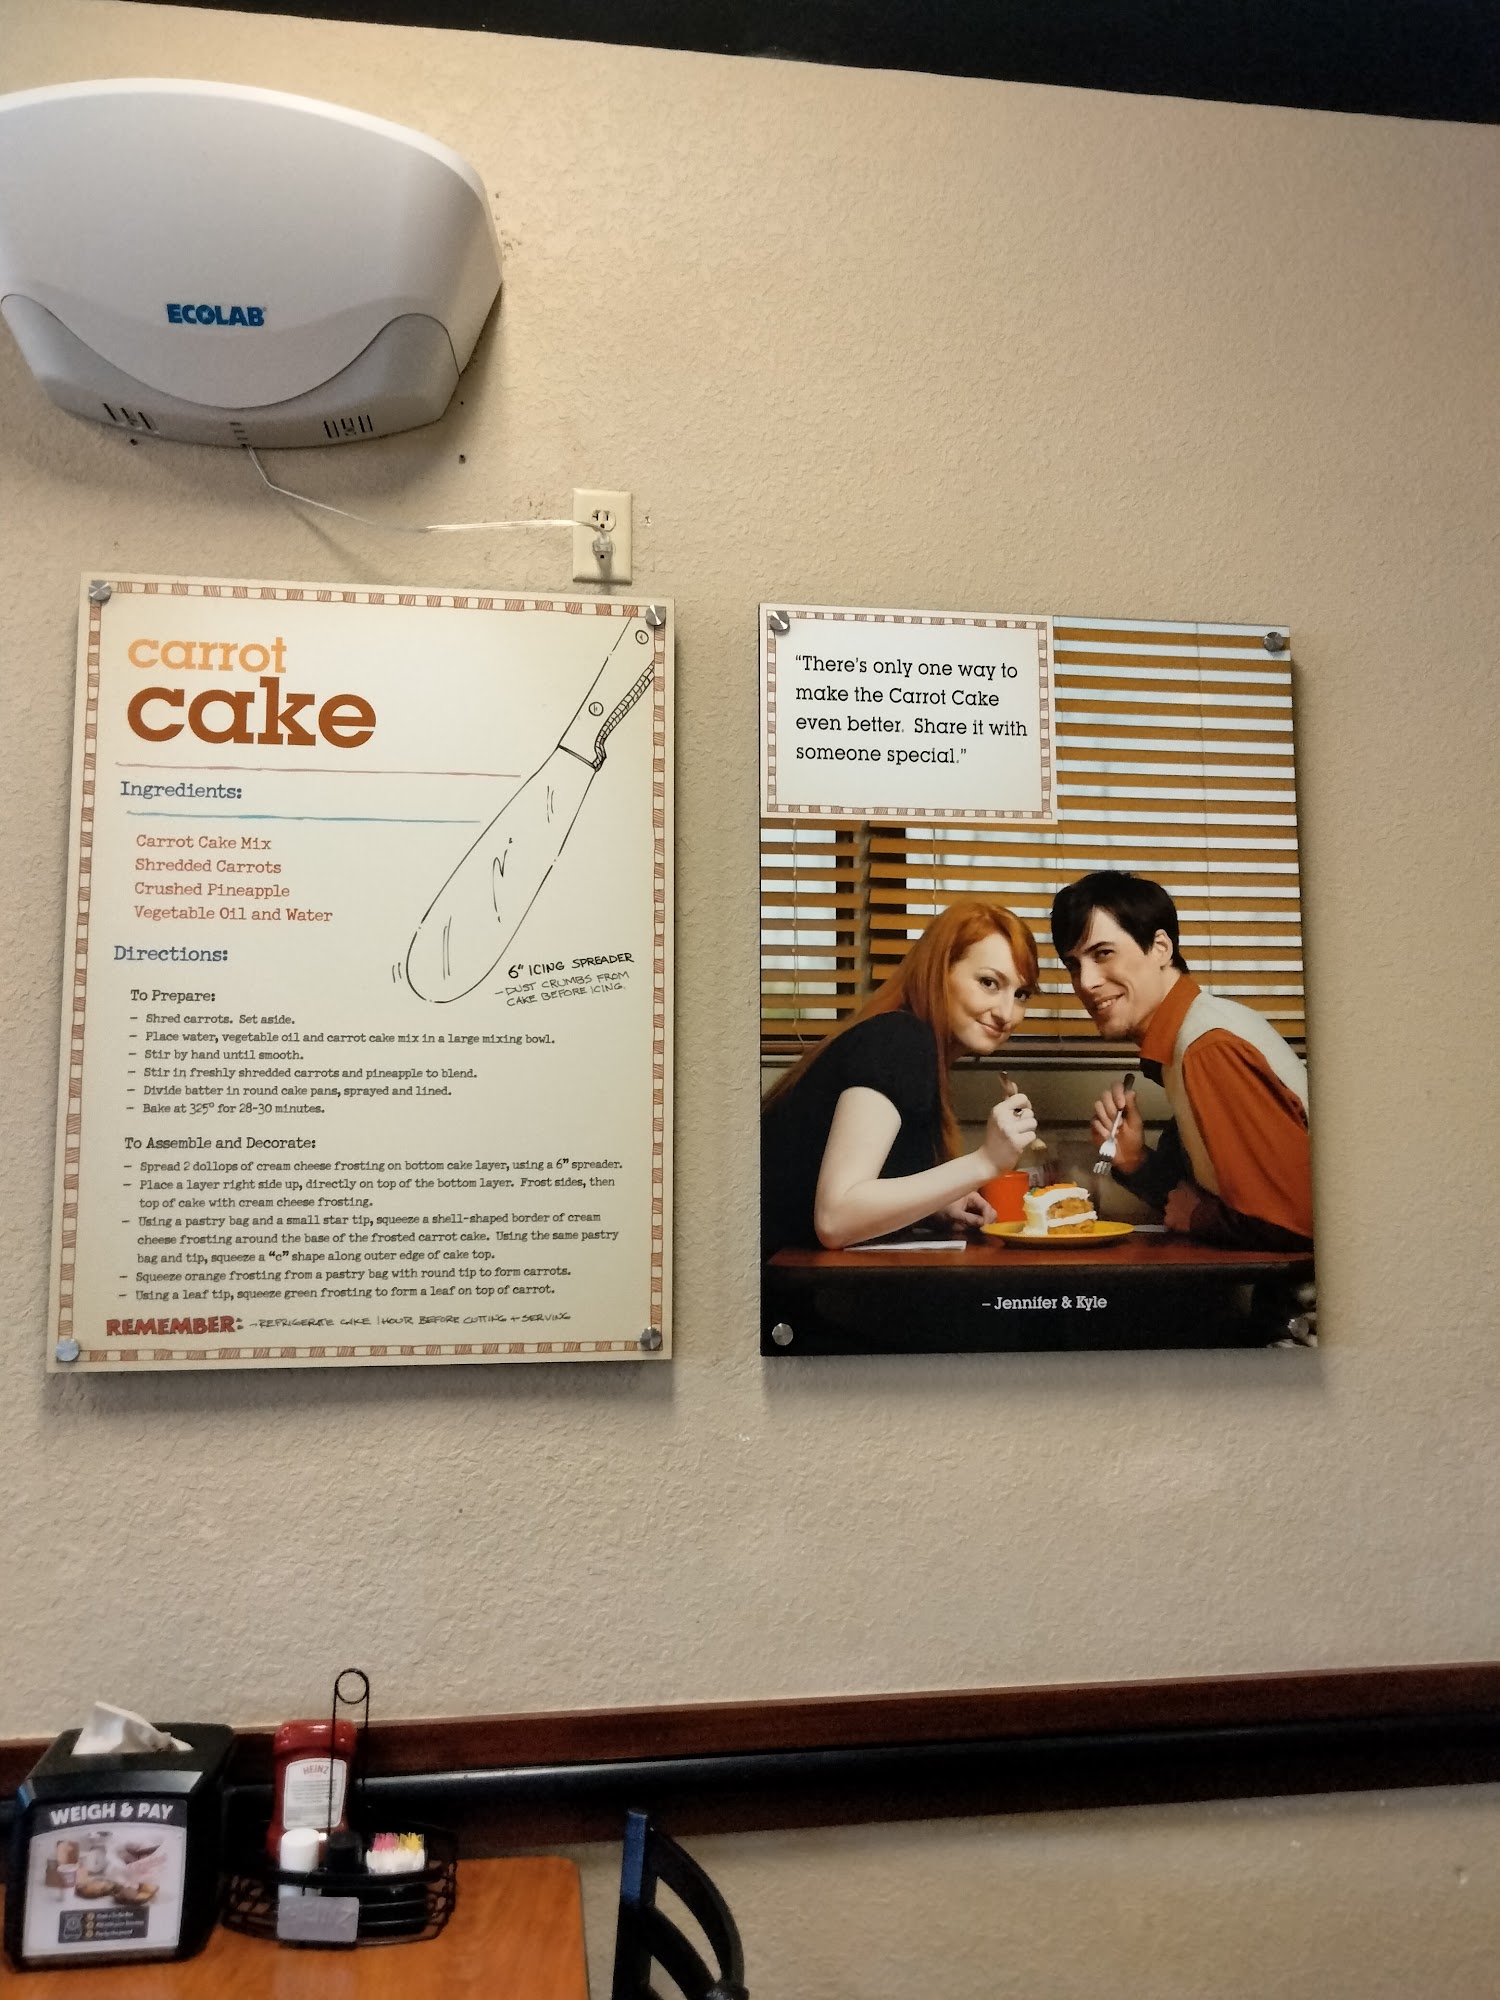 ECOLAB
carrot
cake
Ingredients:
Carrot Cake Mix
Shredded Carrots
Crushed Pineapple
Vegetable Oil and Water
Directions:
6" ICING SPREADER
- DUST CRUMBS FROM
CAKE BEFORE ICING.
To Prepare:
- Shred carrots. Set aside.
- Place water, vegetable oil and carrot cake mix in a large mixing bowl.
- Stir by hand until smooth.
- Stir in freshly shredded carrots and pineapple to blend.
- Divide batter in round cake pans, sprayed and lined.
- Bake at 325° for 28-30 minutes.
To Assemble and Decorate:
- Spread 2 dollops of cream cheese frosting on bottom cake layer, using a 6" spreader.
- Place a layer right side up, directly on top of the bottom layer. Frost sides, then
top of cake with cream cheese frosting.
- Using a pastry bag and a small star tip, squeeze a shell-shaped border of cream
cheese frosting around the base of the frosted carrot cake. Using the same pastry
bag and tip, squeeze a "c" shape along outer edge of cake top.
- Squeeze orange frosting from a pastry bag with round tip to form carrots.
- Using a leaf tip, squeeze green frosting to form a leaf on top of carrot.
REMEMBER: - REFRIGERATE CAKE 1 HOUR BEFORE CUTTING + SERVING
"There's only one way to
make the Carrot Cake
even better. Share it with
someone special."
- Jennifer & Kyle
HEINZ
WEIGH & PAY